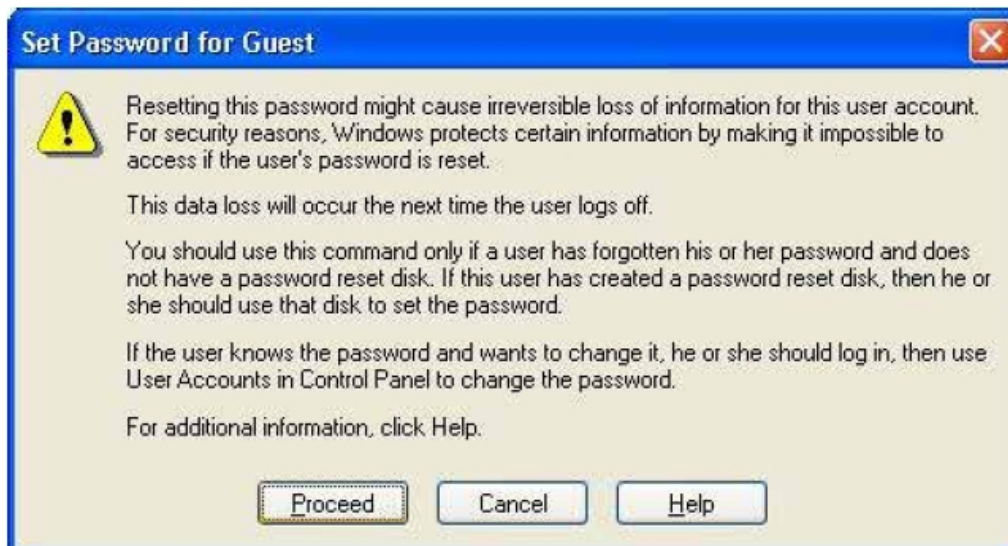 Set Password for Guest
Resetting this password might cause irreversible loss of information for this user account.
For security reasons, Windows protects certain information by making it impossible to
access if the user's password is reset.
This data loss will occur the next time the user logs off.
You should use this command only if a user has forgotten his or her password and does
not have a password reset disk. If this user has created a password reset disk, then he or
she should use that disk to set the password.
If the user knows the password and wants to change it, he or she should log in, then use
User Accounts in Control Panel to change the password.
For additional information, click Help.
Proceed Cancel Help